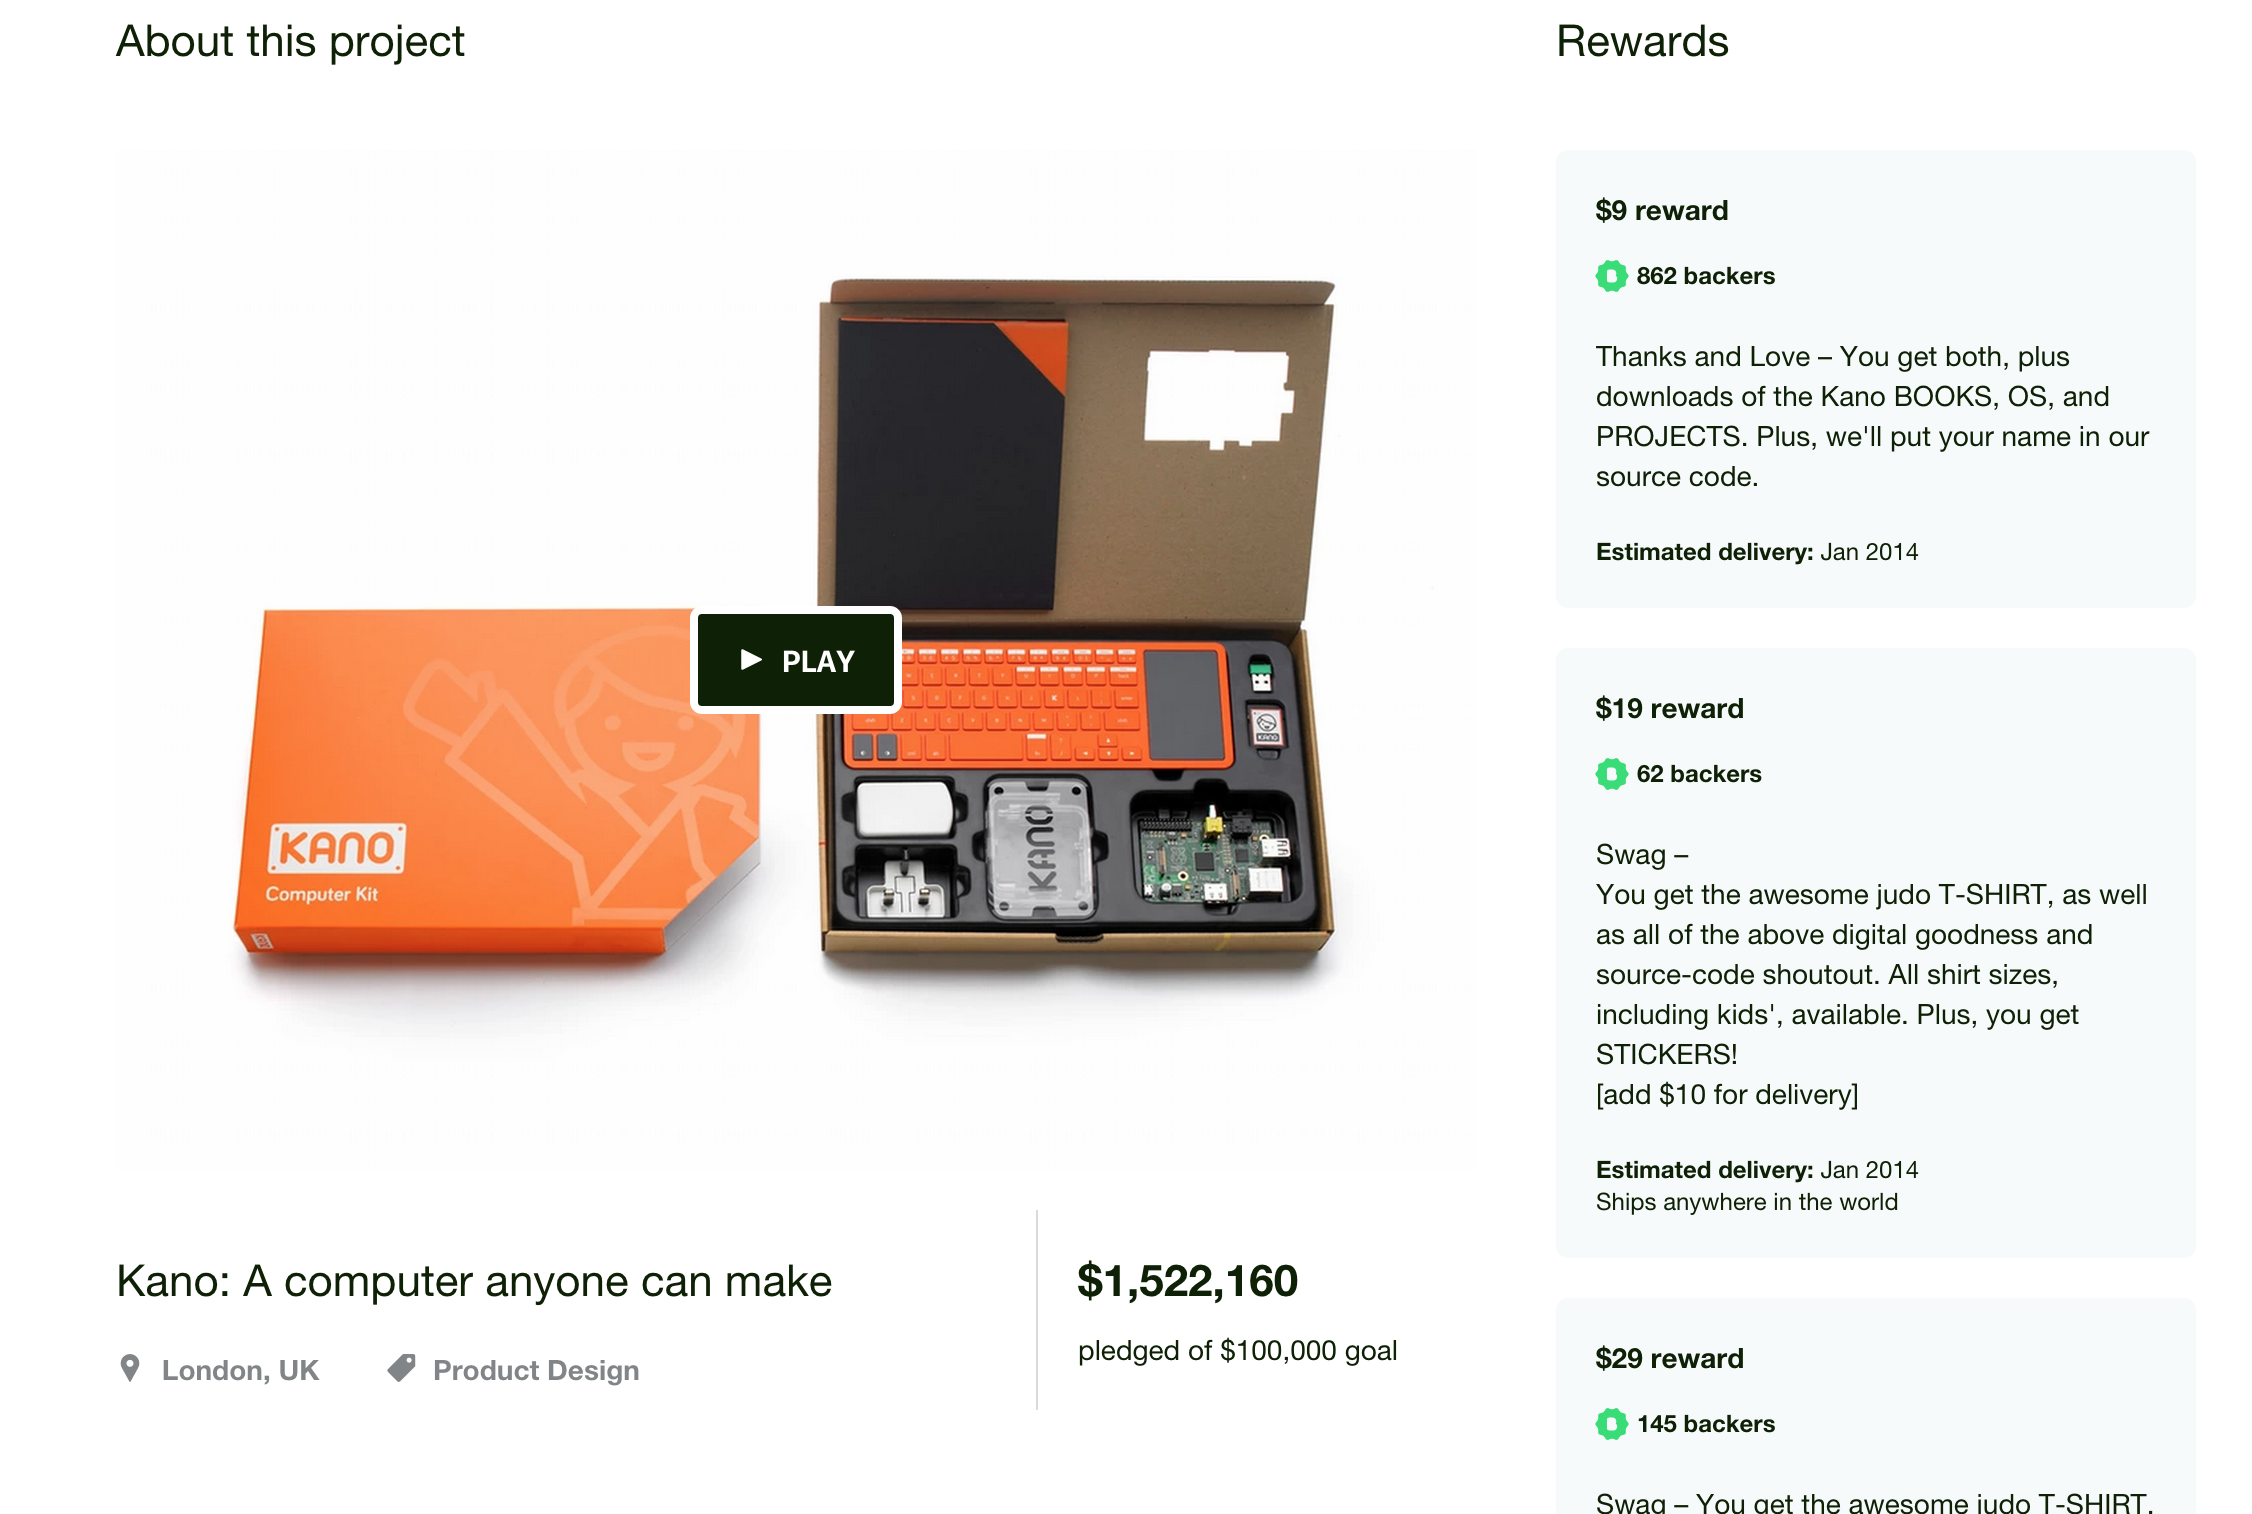 About this project
KANO
Computer Kit
KANO
KANO
PLAY
Kano: A computer anyone can make
London, UK
Product Design
$1,522,160
pledged of $100,000 goal
Rewards
$9 reward
862 backers
Thanks and Love – You get both, plus
downloads of the Kano BOOKS, OS, and
PROJECTS. Plus, we'll put your name in our
source code.
Estimated delivery: Jan 2014
$19 reward
62 backers
Swag –
You get the awesome judo T-SHIRT, as well
as all of the above digital goodness and
source-code shoutout. All shirt sizes,
including kids', available. Plus, you get
STICKERS!
[add $10 for delivery]
Estimated delivery: Jan 2014
Ships anywhere in the world
$29 reward
145 backers
Swag – You get the awesome judo T-SHIRT,